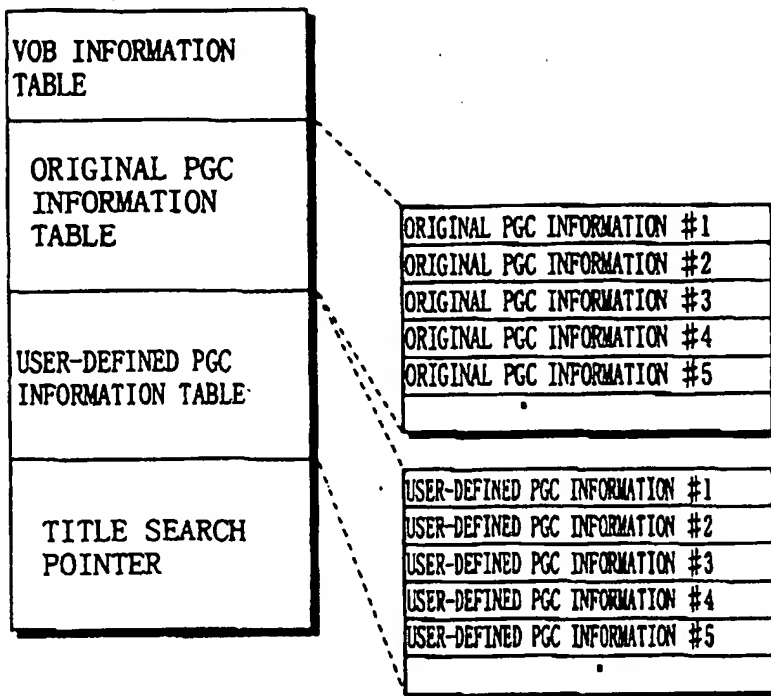 VOB INFORMATION
TABLE
ORIGINAL PGC
INFORMATION
TABLE
USER-DEFINED PGC
INFORMATION TABLE
TITLE SEARCH
POINTER
ORIGINAL PGC INFORMATION #1
ORIGINAL PGC INFORMATION #2
ORIGINAL PGC INFORMATION #3
ORIGINAL PGC INFORMATION #4
ORIGINAL PGC INFORMATION #5
USER-DEFINED PGC INFORMATION #1
USER-DEFINED PGC INFORMATION #2
USER-DEFINED PGC INFORMATION #3
USER-DEFINED PGC INFORMATION #4
USER-DEFINED PGC INFORMATION #5